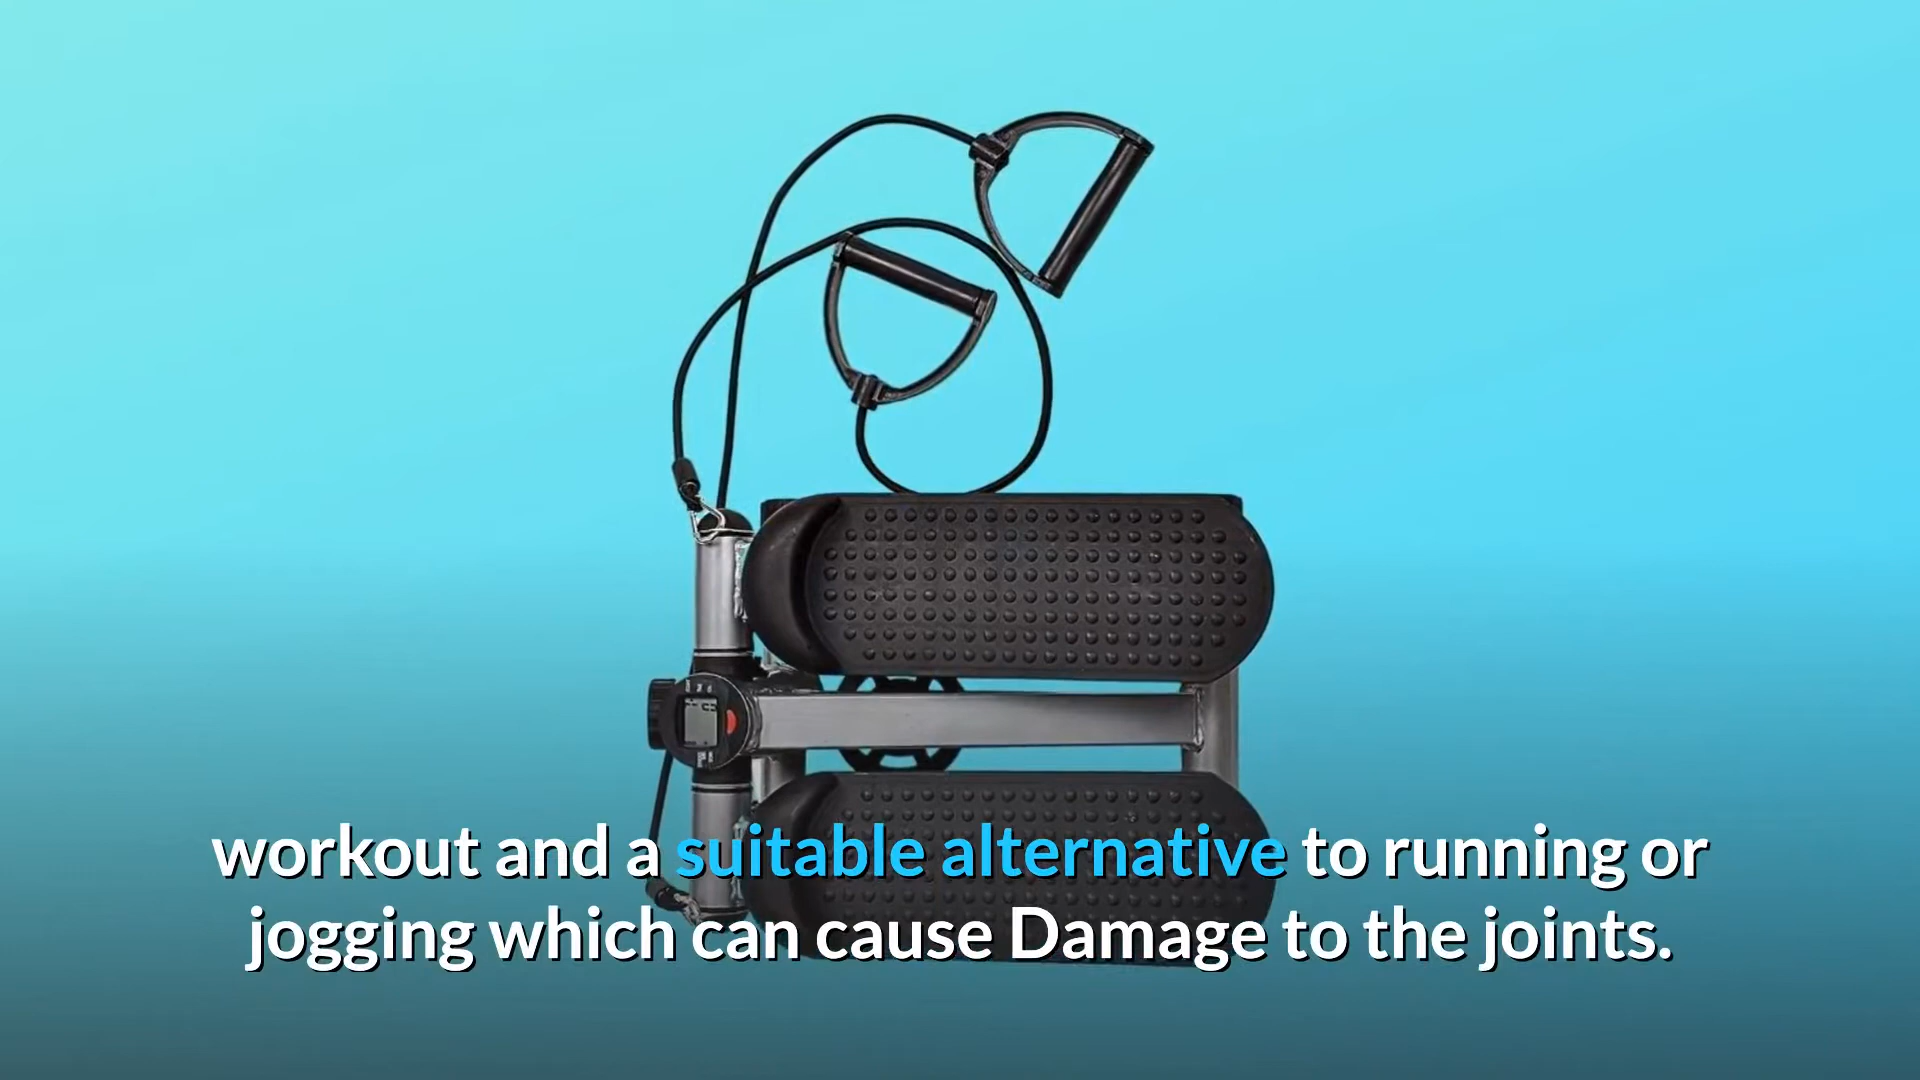 workout and a suitable alternative to running or
jogging which can cause Damage to the joints.